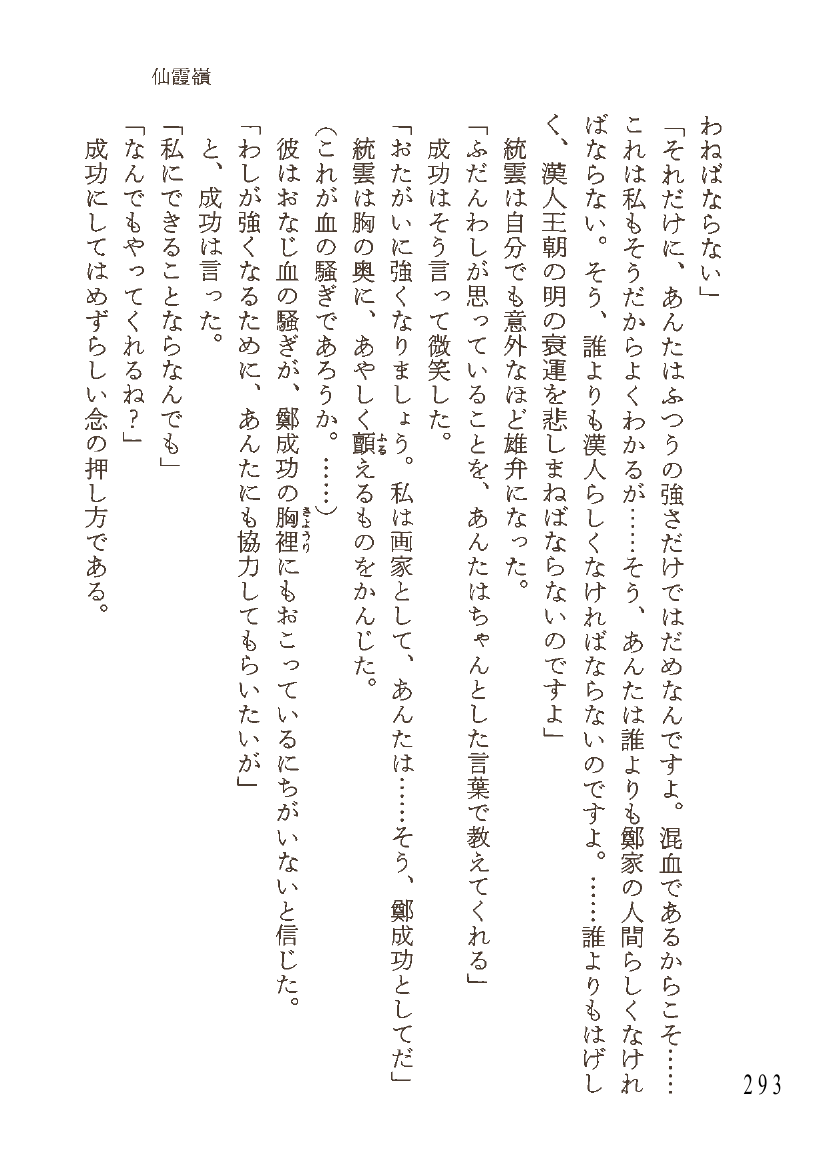 仙霞嶺
わねばならない」
「それだけに、あんたはふつうの強さだけではだめなんですよ。混血であるからこそ……
これは私もそうだからよくわかるが……そう、あんたは誰よりも鄭家の人間らしくなけれ
ばならない。そう、誰よりも漢人らしくなければならないのですよ。……誰よりもはげし
く、漢人王朝の明の衰運を悲しまねばならないのですよ」
統雲は自分でも意外なほど雄弁になった。
「ふだんわしが思っていることを、あんたはちゃんとした言葉で教えてくれる」
成功はそう言って微笑した。
「おたがいに強くなりましょう。私は画家として、あんたは……そう、鄭成功としてだ」
統雲は胸の奥に、あやしく顫えるものをかんじた。
（これが血の騒ぎであろうか。……）
彼はおなじ血の騒ぎが、鄭成功の胸裡にもおこっているにちがいないと信じた。
「わしが強くなるために、あんたにも協力してもらいたいが」
と、成功は言った。
「私にできることならなんでも」
「なんでもやってくれるね？」
成功にしてはめずらしい念の押し方である。
293